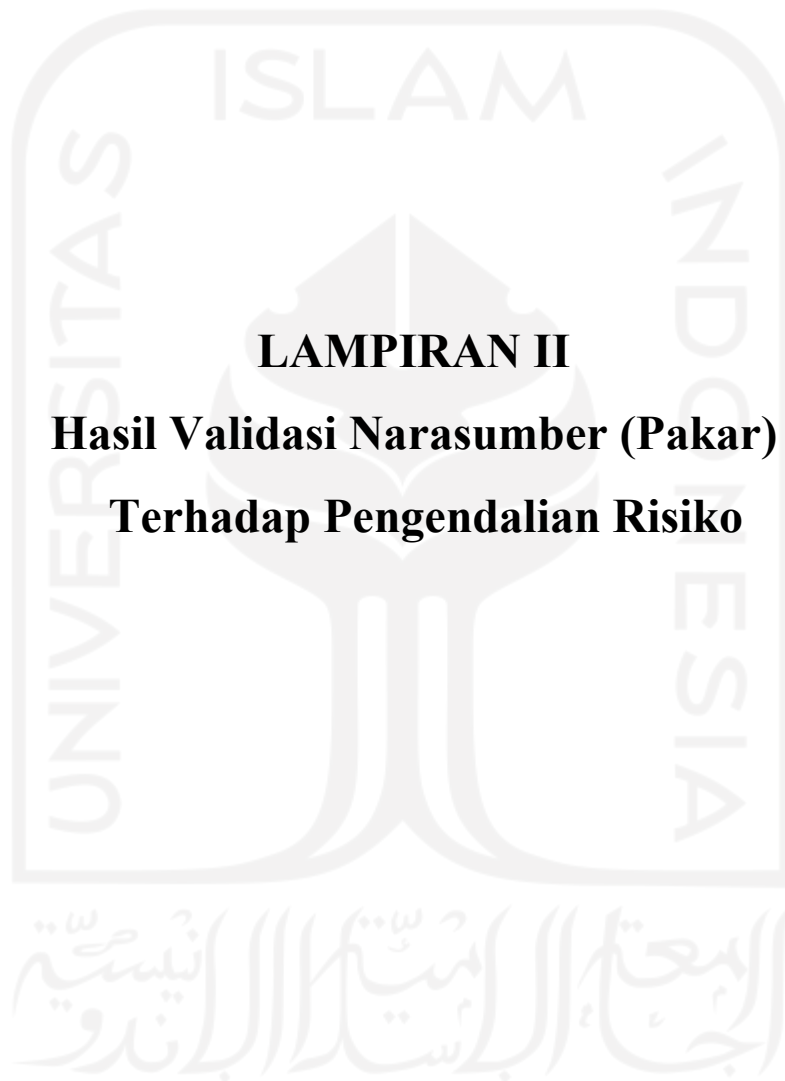 ISLAM
UNIVERSITAS
INDONESIA
LAMPIRAN II
Hasil Validasi Narasumber (Pakar)
Terhadap Pengendalian Risiko